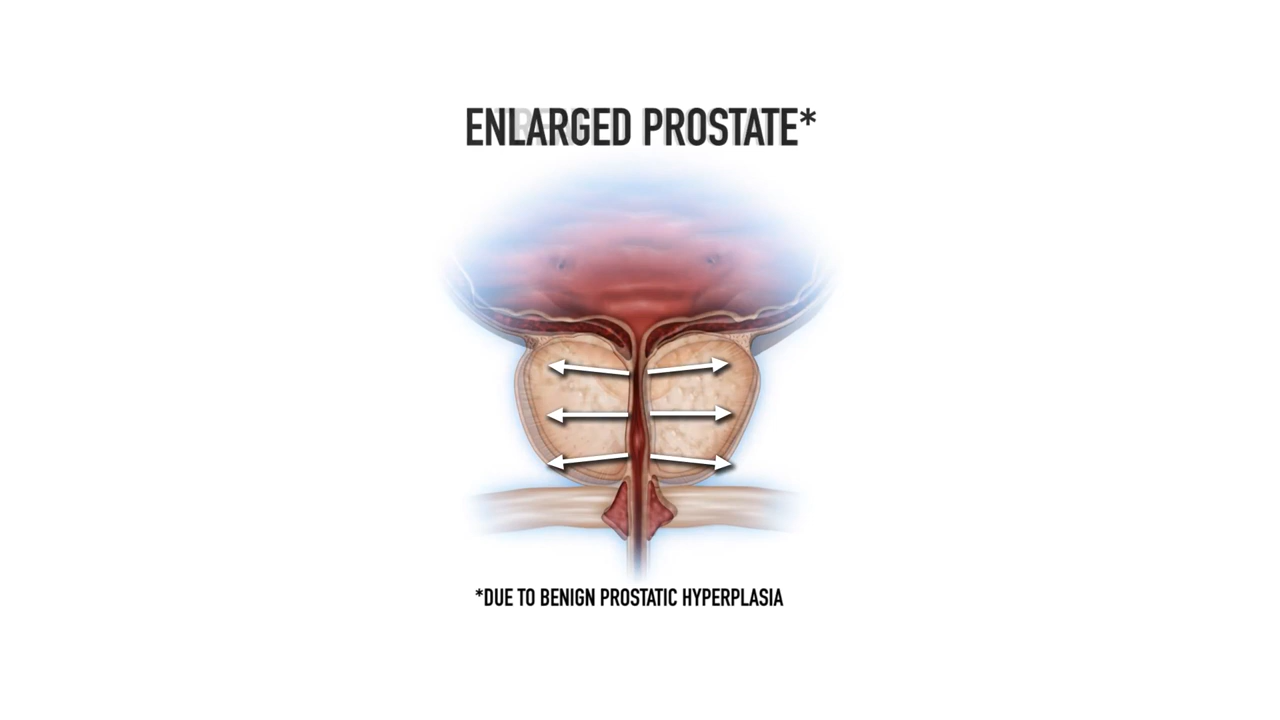 ENLARGED PROSTATE*
*DUE TO BENIGN PROSTATIC HYPERPLASIA